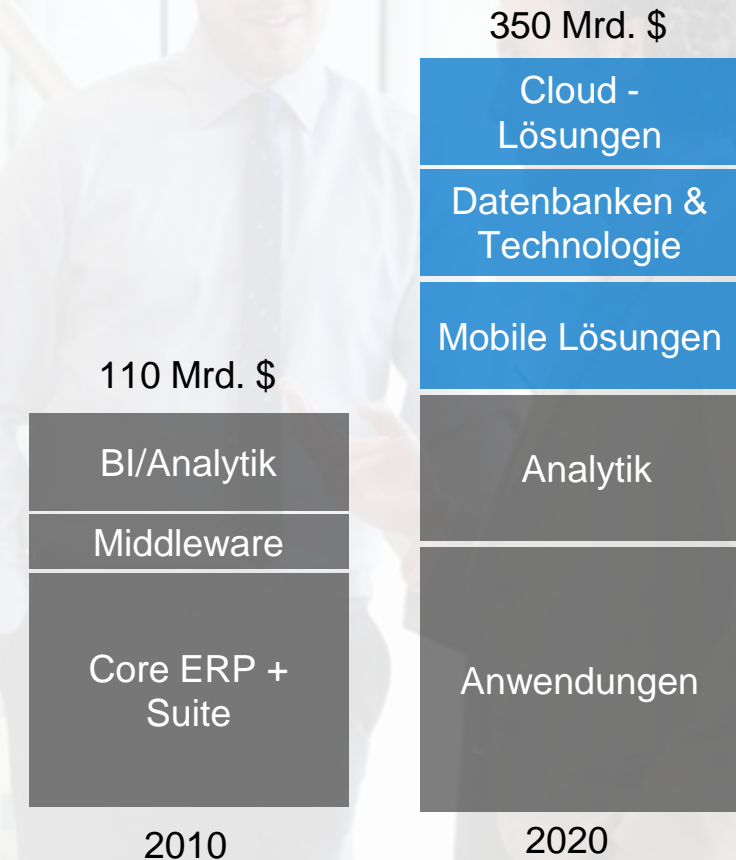 350 Mrd. $
Cloud -
Lösungen
Datenbanken &
Technologie
Mobile Lösungen
Analytik
Anwendungen
2020
110 Mrd. $
BI/Analytik
Middleware
Core ERP +
Suite
2010